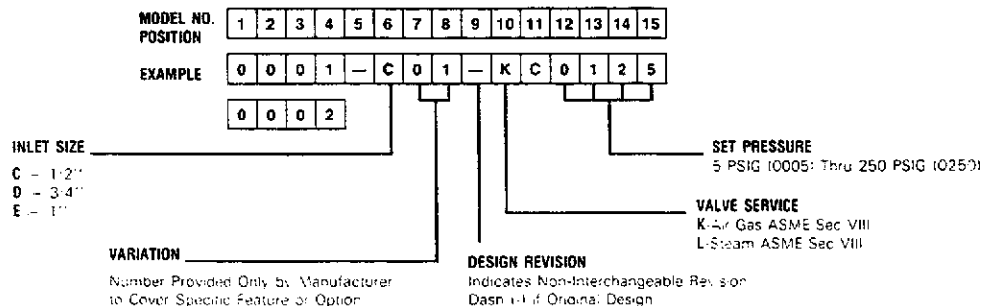 MODEL NO. 1 2 3 4 5 6 7 8 9 10 11 12 13 14 15
POSITION
EXAMPLE 0 0 0 1 — C 0 1 — K C 0 1 2 5
0 0 0 2
INLET SIZE
C – 1/2"
D – 3/4"
E – 1"
SET PRESSURE
5 PSIG (0005) Thru 250 PSIG (0250)
VALVE SERVICE
K-Air Gas ASME Sec VIII
L-Steam ASME Sec VIII
VARIATION
Number Provided Only by Manufacturer
to Cover Specific Feature or Option
DESIGN REVISION
Indicates Non-Interchangeable Revision
Dash (-) if Original Design